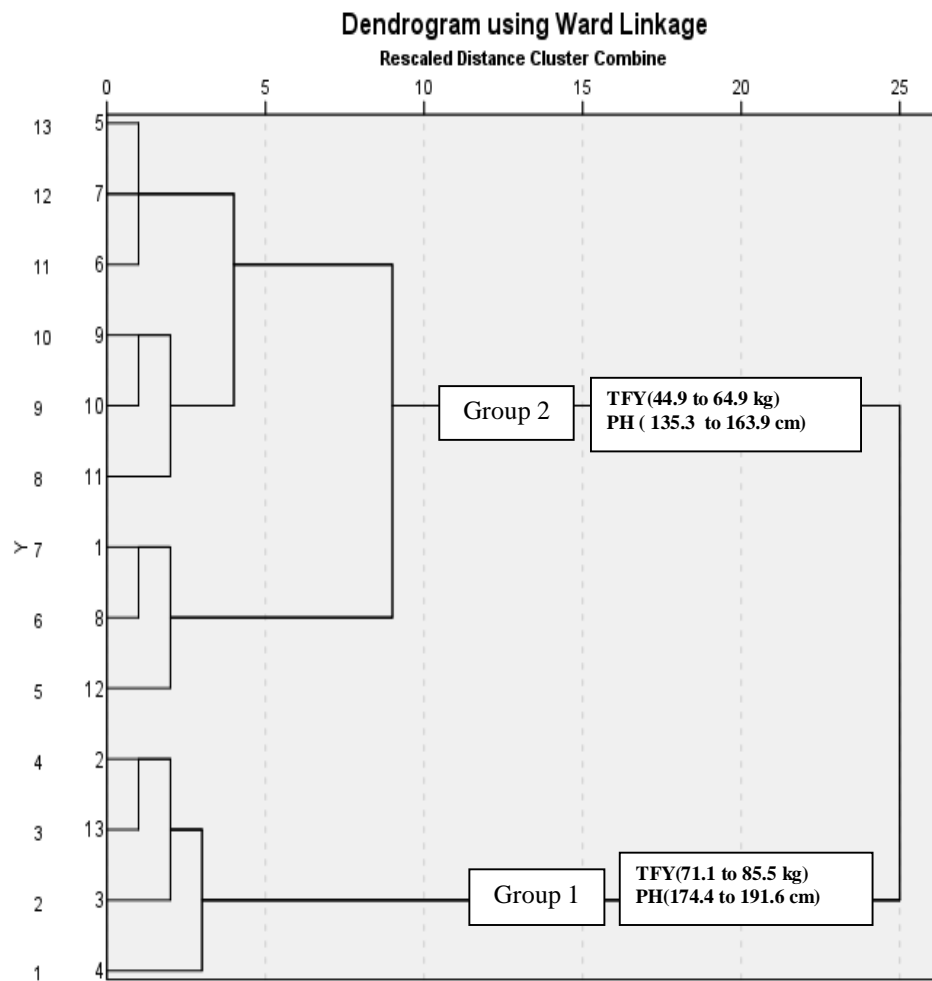 Dendrogram using Ward Linkage
Rescaled Distance Cluster Combine
0 5 10 15 20 25
13 5
12 7
11 6
10 9
9 10
8 11
Y 7 1
6 8
5 12
4 2
3 13
2 3
1 4
Group 2
TFY(44.9 to 64.9 kg)
PH ( 135.3 to 163.9 cm)
Group 1
TFY(71.1 to 85.5 kg)
PH(174.4 to 191.6 cm)